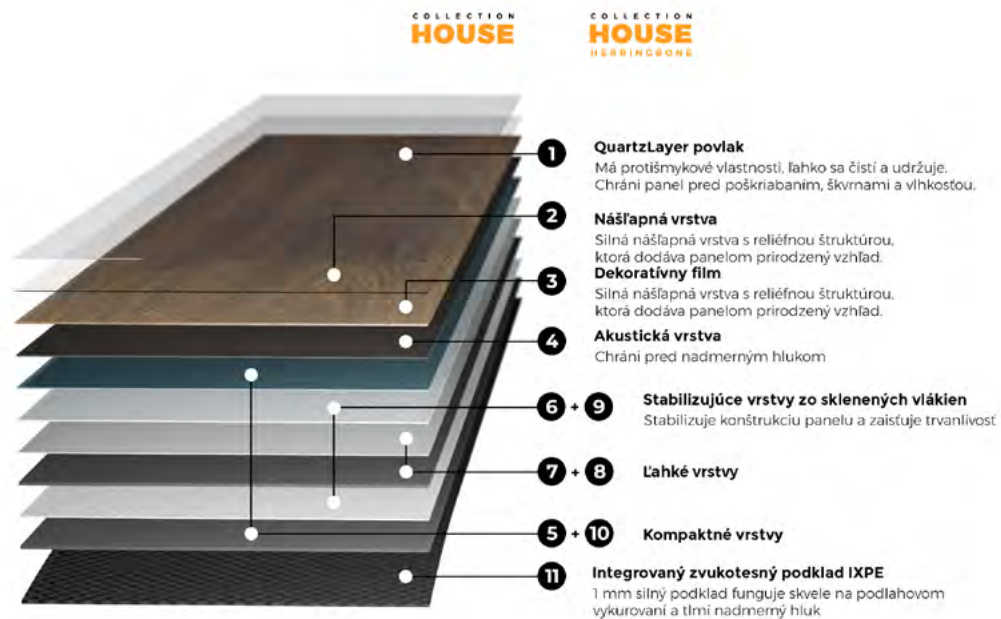 COLLECTION
HOUSE
COLLECTION
HOUSE
HERRINGBONE
1
QuartzLayer povlak
Má protišmykové vlastnosti, ľahko sa čistí a udržuje.
Chráni panel pred poškriabaním, škvrnami a vlhkosťou.
2
Nášľapná vrstva
Silná nášľapná vrstva s reliéfnou štruktúrou,
ktorá dodáva panelom prirodzený vzhľad.
3
Dekoratívny film
Silná nášľapná vrstva s reliéfnou štruktúrou,
ktorá dodáva panelom prirodzený vzhľad.
4
Akustická vrstva
Chráni pred nadmerným hlukom
6 + 9
Stabilizujúce vrstvy zo sklenených vlákien
Stabilizuje konštrukciu panelu a zaisťuje trvanlivosť
7 + 8
Ľahké vrstvy
5 + 10
Kompaktné vrstvy
11
Integrovaný zvukotesný podklad IXPE
1 mm silný podklad funguje skvele na podlahovom
vykurovaní a tlmí nadmerný hluk